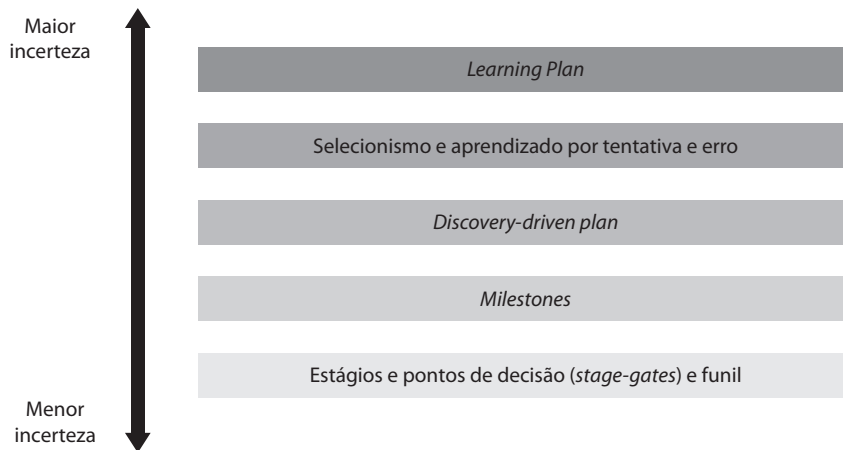 Maior
incerteza
Learning Plan
Selecionismo e aprendizado por tentativa e erro
Discovery-driven plan
Milestones
Estágios e pontos de decisão (stage-gates) e funil
Menor
incerteza